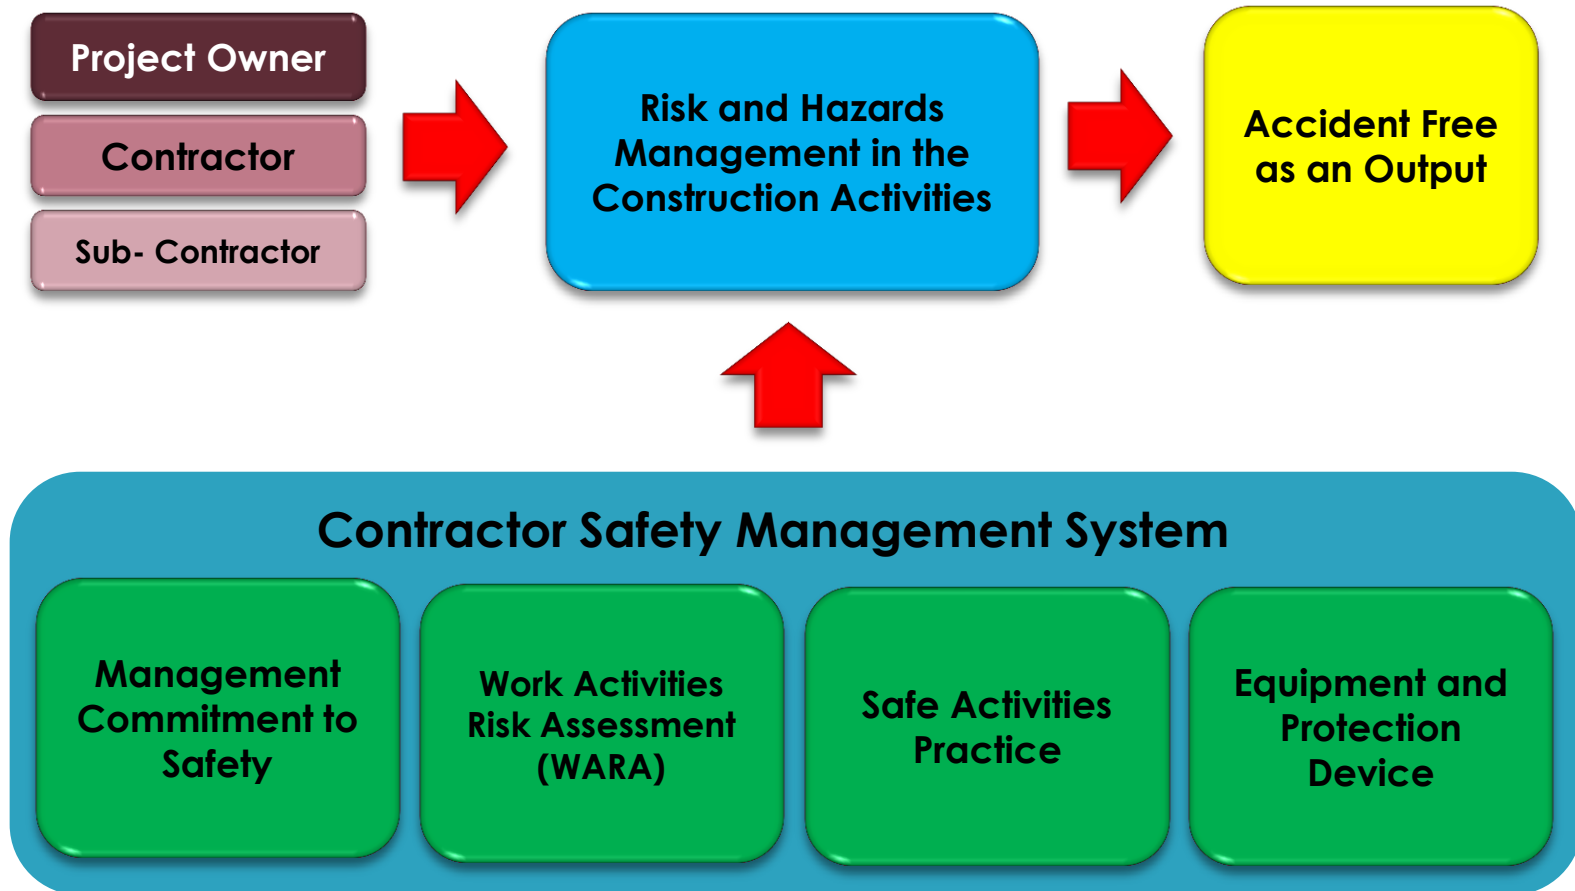 Project Owner
Contractor
Sub- Contractor
Risk and Hazards
Management in the
Construction Activities
Accident Free
as an Output
Contractor Safety Management System
Management
Commitment to
Safety
Work Activities
Risk Assessment
(WARA)
Safe Activities
Practice
Equipment and
Protection
Device